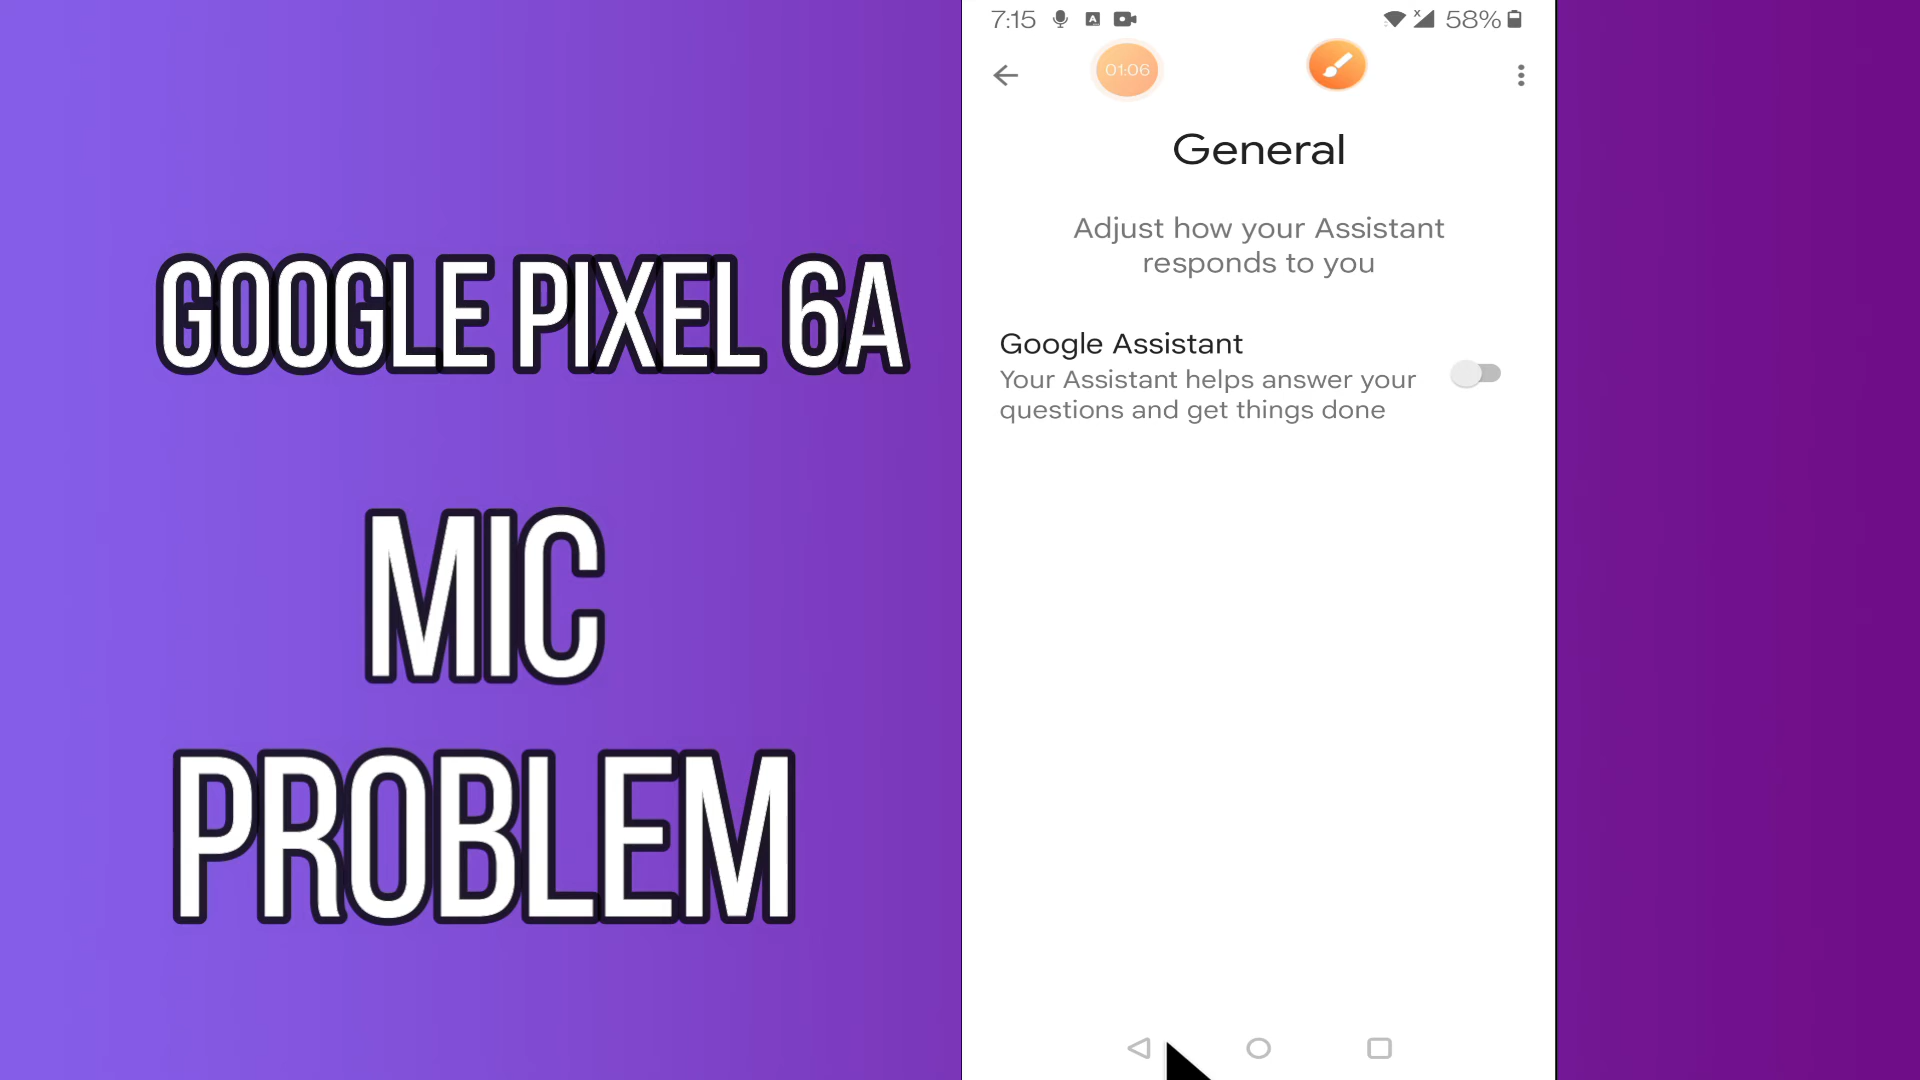 GOOGLE PIXEL 6A
MIC
PROBLEM
7:15
A
58%
01:06
General
Adjust how your Assistant
responds to you
Google Assistant
Your Assistant helps answer your
questions and get things done